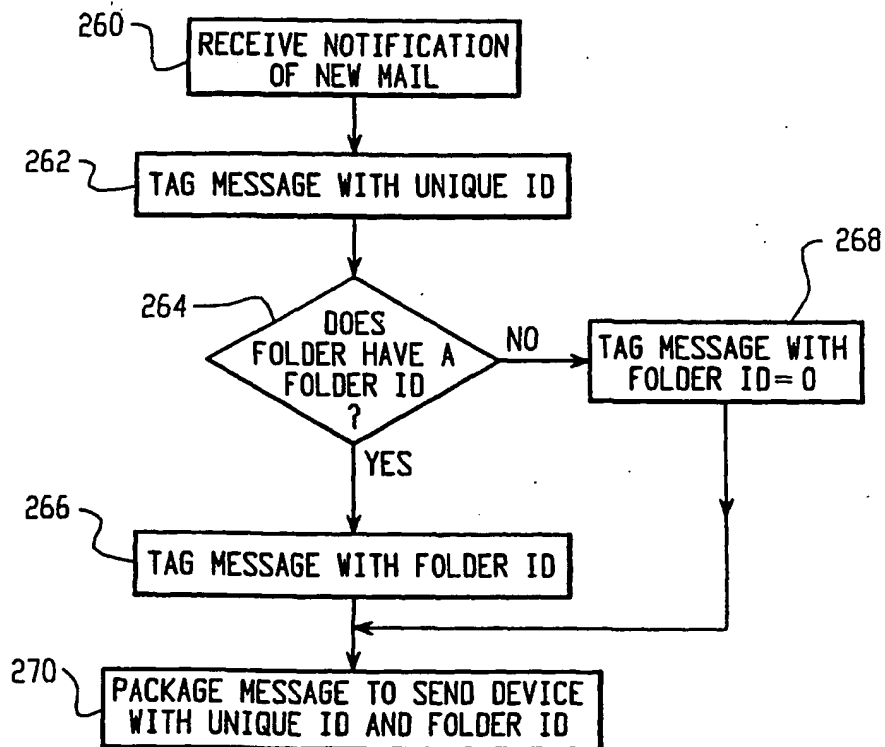 260
RECEIVE NOTIFICATION
OF NEW MAIL
262
TAG MESSAGE WITH UNIQUE ID
264
DOES
FOLDER HAVE A
FOLDER ID
?
NO
268
TAG MESSAGE WITH
FOLDER ID=0
YES
266
TAG MESSAGE WITH FOLDER ID
270
PACKAGE MESSAGE TO SEND DEVICE
WITH UNIQUE ID AND FOLDER ID